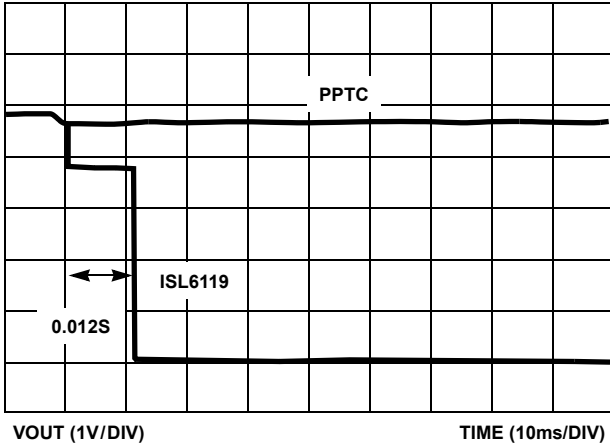 PPTC
ISL6119
0.012S
VOUT (1V/DIV)
TIME (10ms/DIV)